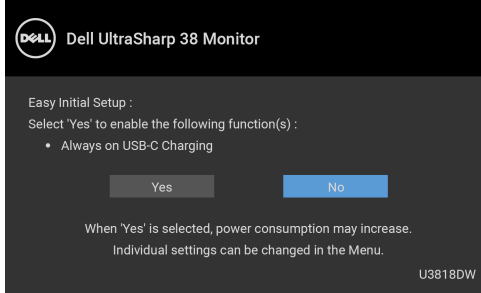 DELL
Dell UltraSharp 38 Monitor
Easy Initial Setup :
Select 'Yes' to enable the following function(s) :
• Always on USB-C Charging
Yes No
When 'Yes' is selected, power consumption may increase.
Individual settings can be changed in the Menu.
U3818DW